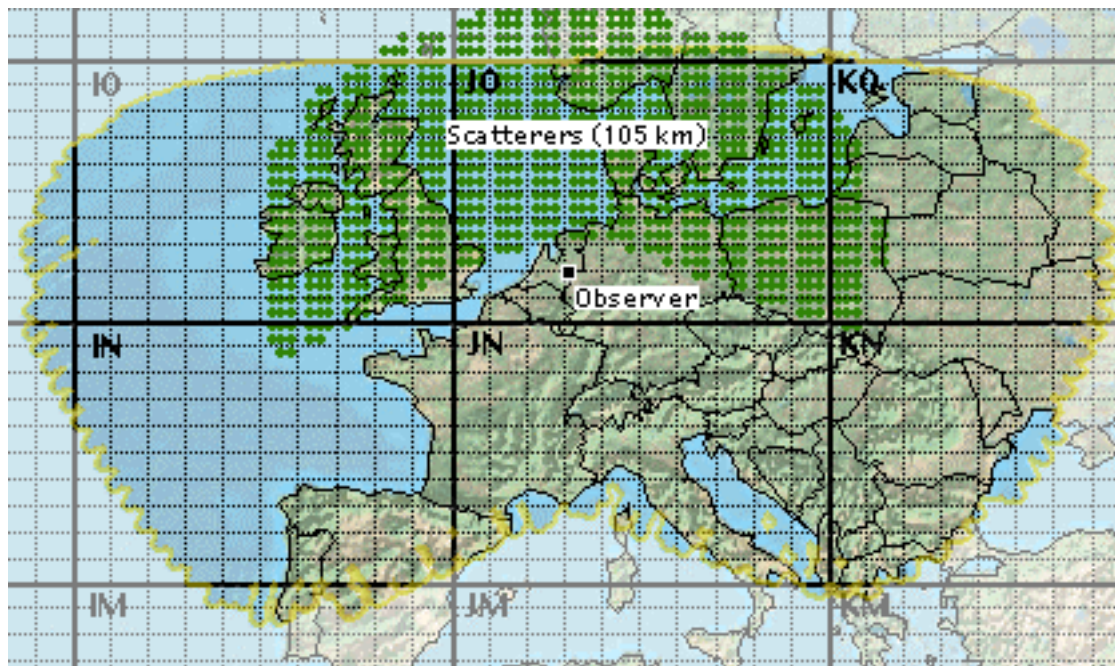 IO
JO
KO
Scatterers (105 km)
Observer
IN
JN
KN
IM
JM
KM